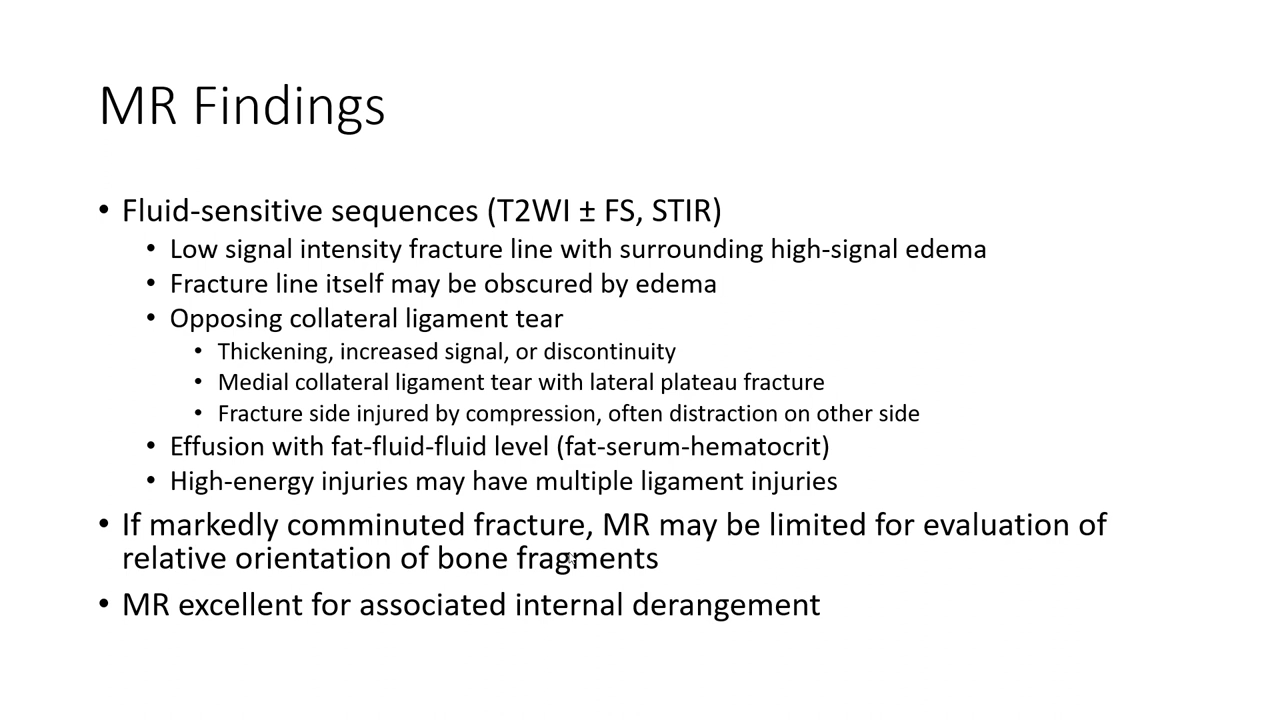 MR Findings
• Fluid-sensitive sequences (T2WI ± FS, STIR)
• Low signal intensity fracture line with surrounding high-signal edema
• Fracture line itself may be obscured by edema
• Opposing collateral ligament tear
• Thickening, increased signal, or discontinuity
• Medial collateral ligament tear with lateral plateau fracture
• Fracture side injured by compression, often distraction on other side
• Effusion with fat-fluid-fluid level (fat-serum-hematocrit)
• High-energy injuries may have multiple ligament injuries
• If markedly comminuted fracture, MR may be limited for evaluation of
relative orientation of bone fragments
• MR excellent for associated internal derangement